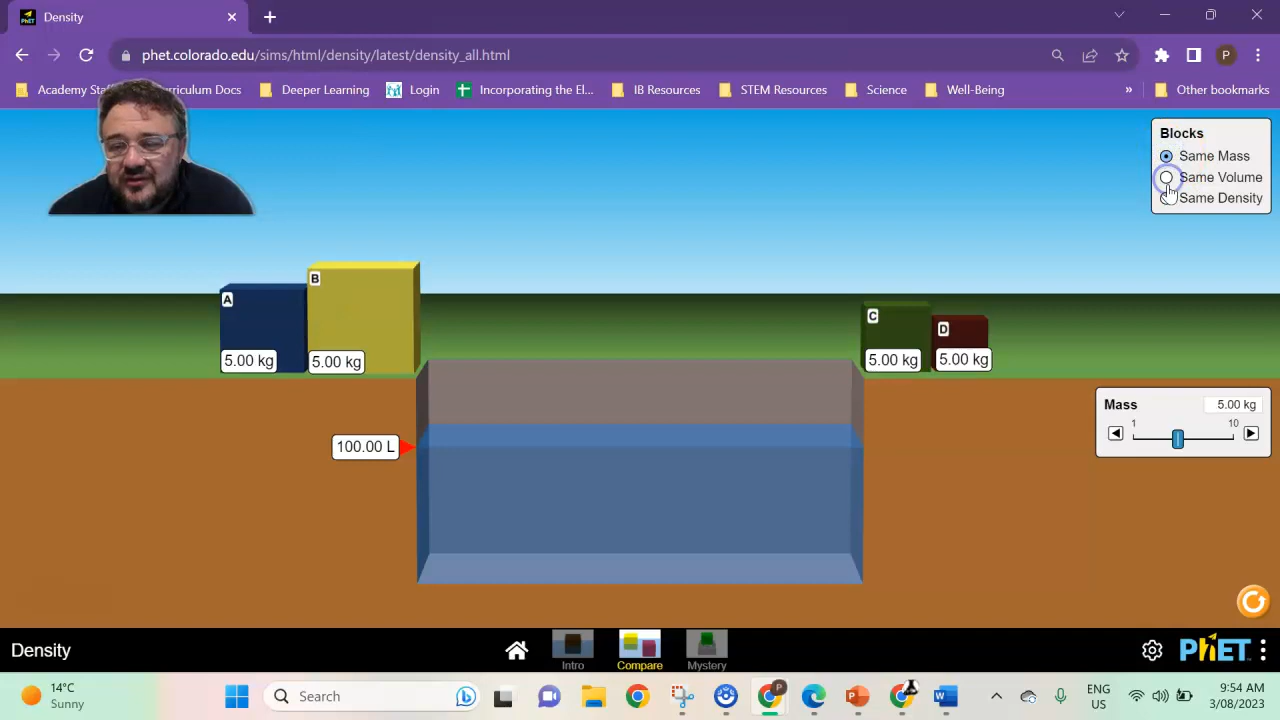 PhET
Density
phet.colorado.edu/sims/html/density/latest/density_all.html
P
Login
Incorporating the El...
Deeper Learning
IB Resources
STEM Resources
Science
Well-Being
»
Other bookmarks
Academy
rriculum Docs
Blocks
Same Mass
Same Volume
Same Density
A
B
C
D
5.00 kg
5.00 kg
5.00 kg
5.00 kg
Mass
5.00 kg
1
10
100.00 L
Density
Intro
Compare
Mystery
PhET
14°C
Sunny
Search
ENG
US
9:54 AM
3/08/2023